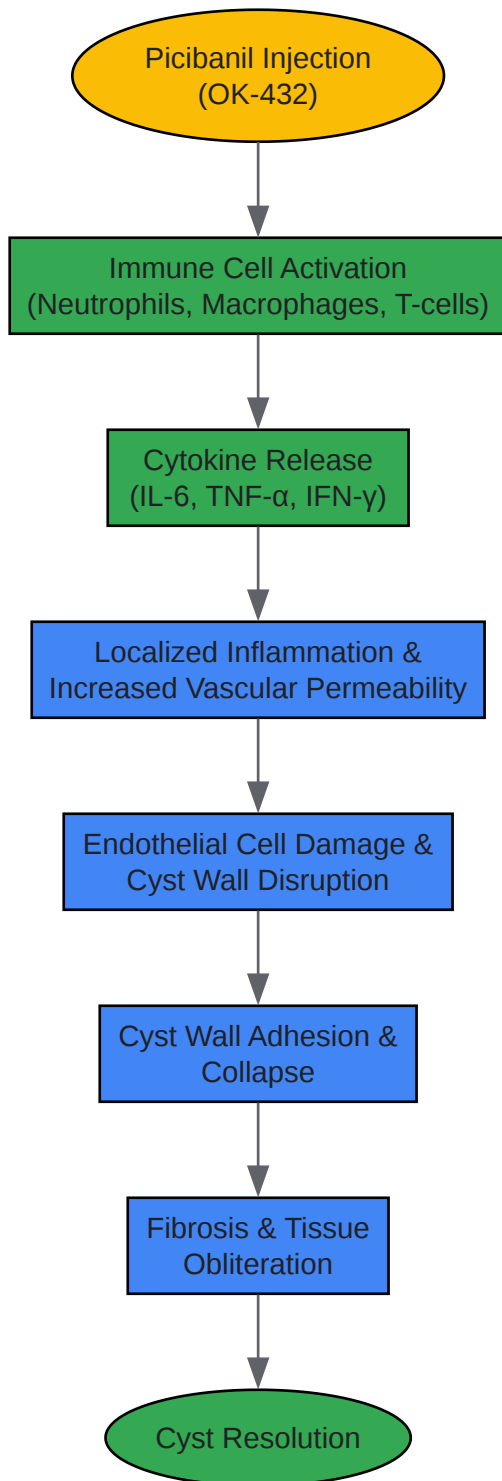 Picibanil Injection
(OK-432)
Immune Cell Activation
(Neutrophils, Macrophages, T-cells)
Cytokine Release
(IL-6, TNF-α, IFN-γ)
Localized Inflammation &
Increased Vascular Permeability
Endothelial Cell Damage &
Cyst Wall Disruption
Cyst Wall Adhesion &
Collapse
Fibrosis & Tissue
Obliteration
Cyst Resolution